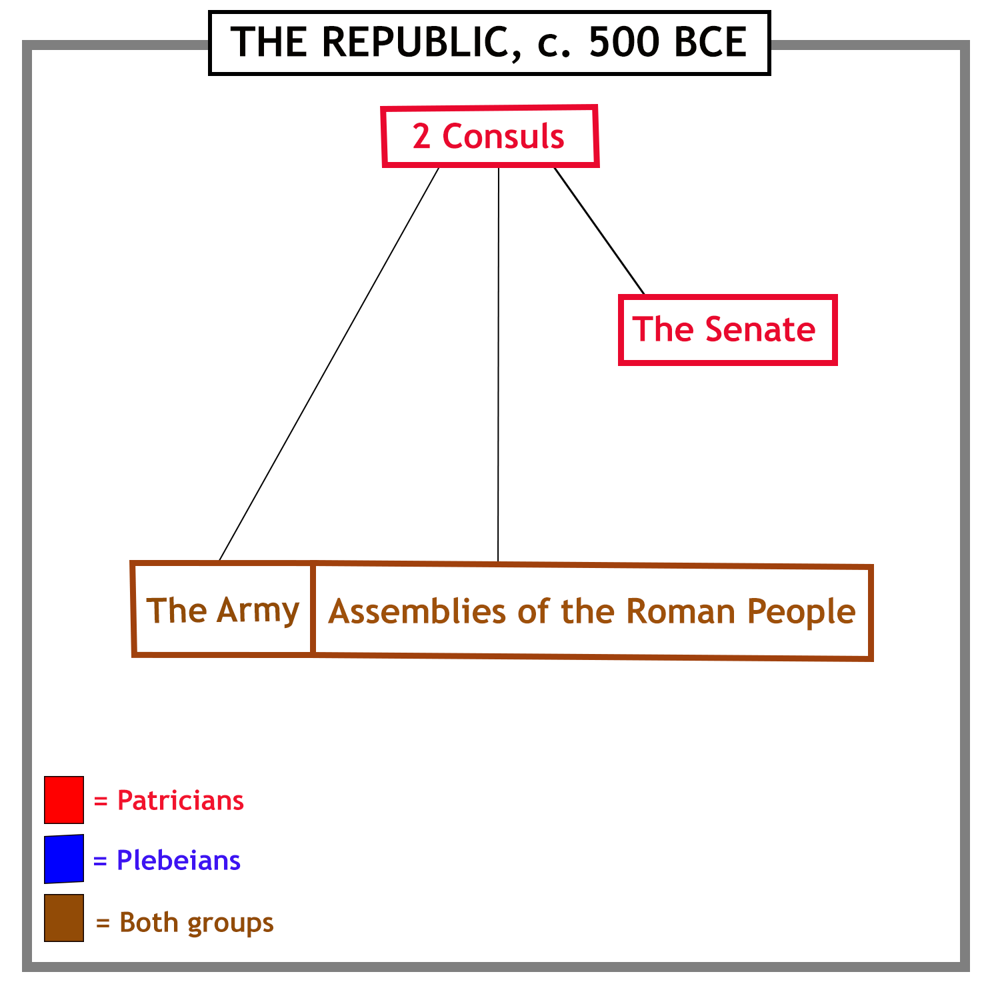 THE REPUBLIC, c. 500 BCE
2 Consuls
The Senate
The Army
Assemblies of the Roman People
= Patricians
= Plebeians
= Both groups